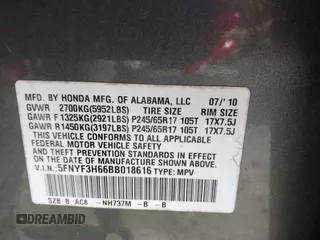 MFD. BY HONDA MFG. OF ALABAMA, LLC 07/'10
GVWR 2700KG(5952LBS) TIRE SIZE RIM SIZE
GAWR F 1325KG(2921LBS) P245/65R17 105T 17X7.5J
GAWR R1450KG(3197LBS) P245/65R17 105T 17X7.5J
THIS VEHICLE CONFORMS TO ALL APPLICABLE
FEDERAL MOTOR VEHICLE SAFETY AND THEFT
PREVENTION STANDARDS IN EFFECT ON THE DATE
OF MANUFACTURE SHOWN ABOVE.
V.I.N.:5FNYF3H66BB018616 TYPE: MPV
SZB B AC8 NH737M -B -B
DREAMBID